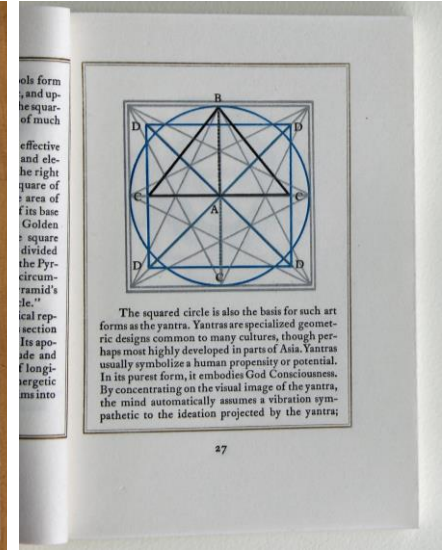 ols form
, and up-
he squar-
of much
effective
and ele-
he right
quare of
area of
f its base
Golden
square
divided
the Pyr-
circum-
ramid's
le."
ical rep-
section
Its apo-
ude and
f longi-
ergetic
ms into
B
D D
C C
A
D D
C
The squared circle is also the basis for such art
forms as the yantra. Yantras are specialized geomet-
ric designs common to many cultures, though per-
haps most highly developed in parts of Asia. Yantras
usually symbolize a human propensity or potential.
In its purest form, it embodies God Consciousness.
By concentrating on the visual image of the yantra,
the mind automatically assumes a vibration sym-
pathetic to the ideation projected by the yantra;
27